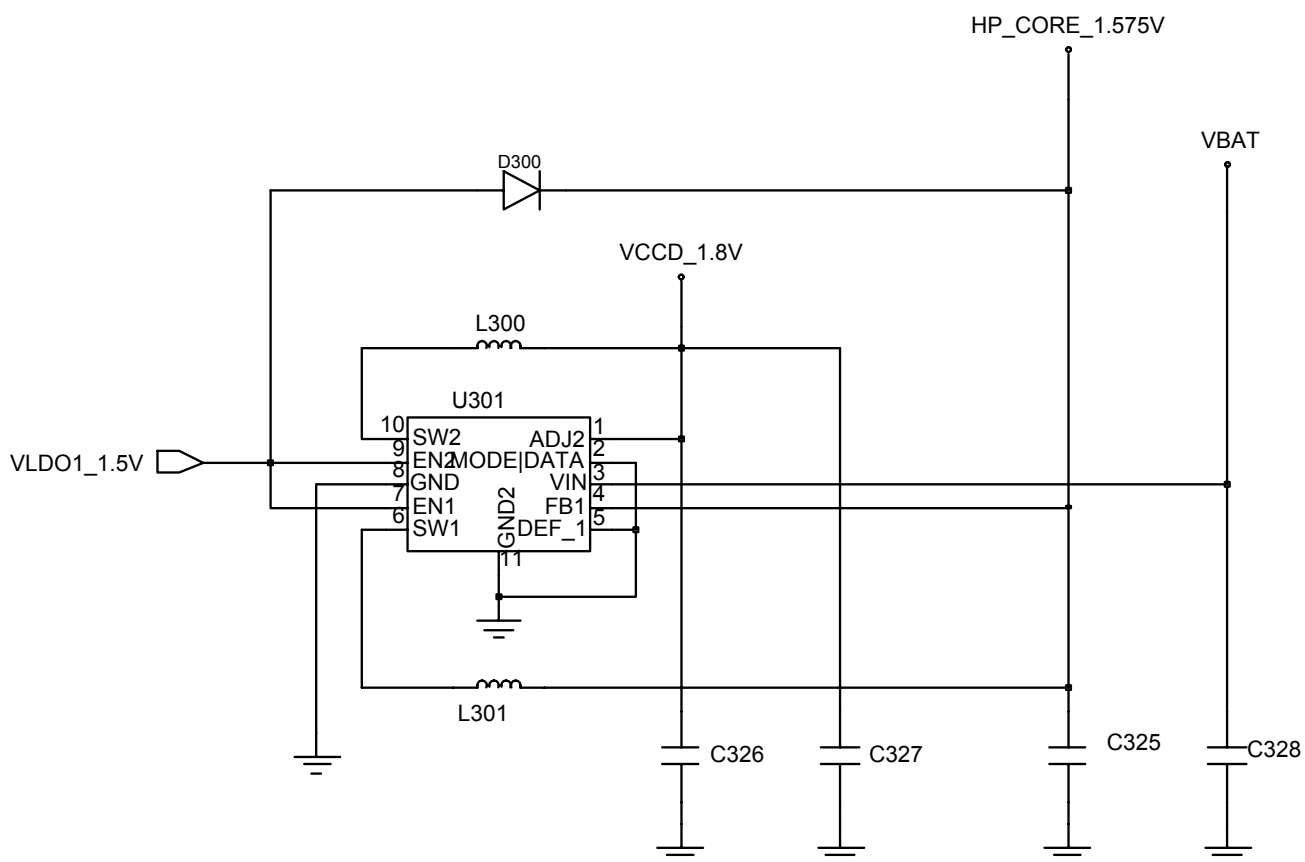 HP_CORE_1.575V
VBAT
D300
VCCD_1.8V
L300
U301
10 SW2 ADJ2 1
9 EN2 MODE|DATA 2
VLDO1_1.5V
8 GND VIN 3
7 EN1 FB1 4
6 SW1 DEF_1 5
GND2
11
L301
C326
C327
C325
C328